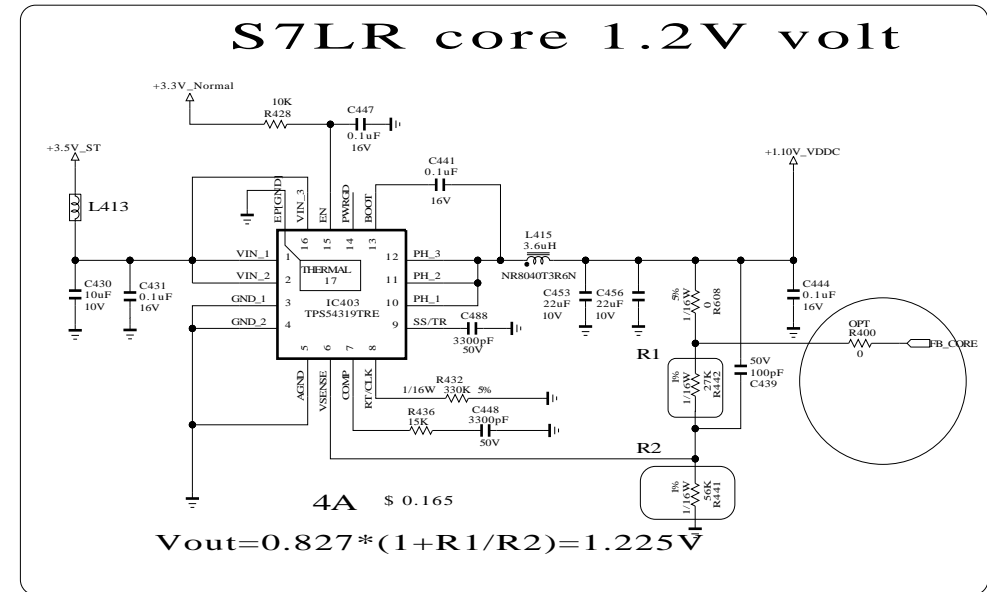 S7LR core 1.2V volt
+3.3V_Normal
10K
R428
C447
0.1uF
16V
+3.5V_ST
L413
C441
0.1uF
16V
+1.10V_VDDC
EP[GND]
VIN_3
EN
PWRGD
BOOT
16
15
14
13
L415
3.6uH
NR8040T3R6N
VIN_1
1
VIN_2
2
GND_1
3
GND_2
4
THERMAL
17
IC403
TPS54319TRE
12
PH_3
11
PH_2
10
PH_1
9
SS/TR
C430
10uF
10V
C431
0.1uF
16V
C488
3300pF
50V
C453
22uF
10V
C456
22uF
10V
5%
1/16W
0
R608
C444
0.1uF
16V
OPT
R400
0
FB_CORE
5
6
7
8
AGND
VSENSE
COMP
RT/CLK
R432
1/16W 330K 5%
R436
15K
C448
3300pF
50V
R1
1%
1/16W
27K
R442
50V
100pF
C439
R2
1%
1/16W
56K
R441
4A $ 0.165
Vout=0.827*(1+R1/R2)=1.225V